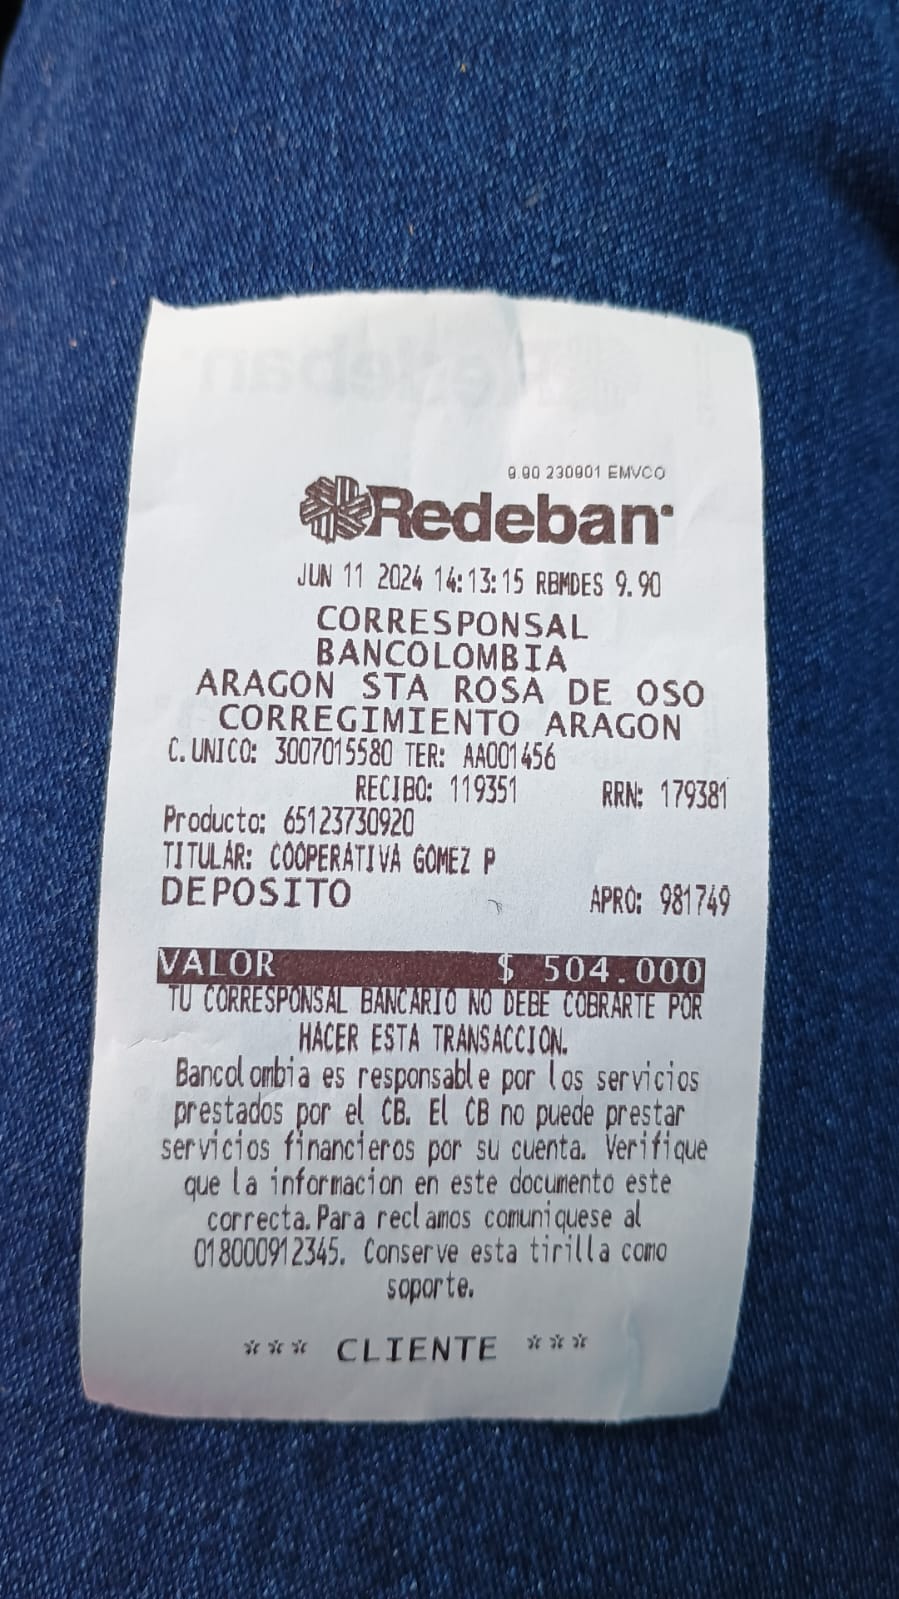 9.90 230901 EMVCO
Redeban
JUN 11 2024 14:13:15 RBMDES 9.90
CORRESPONSAL
BANCOLOMBIA
ARAGON STA ROSA DE OSO
CORREGIMIENTO ARAGON
C. UNICO: 3007015580 TER: AA001456
RECIBO: 119351 RRN: 179381
Producto: 65123730920
TITULAR: COOPERATIVA GOMEZ P
DEPOSITO APRO: 981749
VALOR $ 504.000
TU CORRESPONSAL BANCARIO NO DEBE COBRARTE POR
HACER ESTA TRANSACCION.
Bancolombia es responsable por los servicios
prestados por el CB. El CB no puede prestar
servicios financieros por su cuenta. Verifique
que la informacion en este documento este
correcta. Para reclamos comuniquese al
018000912345. Conserve esta tirilla como
soporte.
*** CLIENTE ***